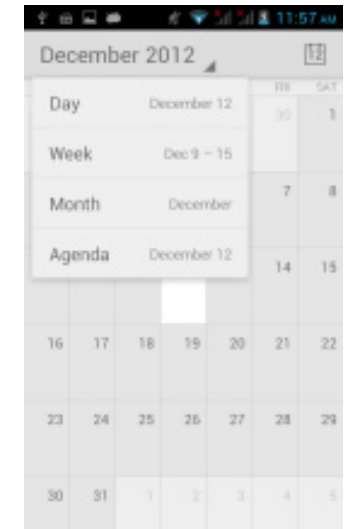 11:57 AM
December 2012
12
FRI SAT
Day December 12
30 1
Week Dec 9 – 15
Month December
7 8
Agenda December 12
14 15
16 17 18 19 20 21 22
23 24 25 26 27 28 29
30 31 1 2 3 4 5